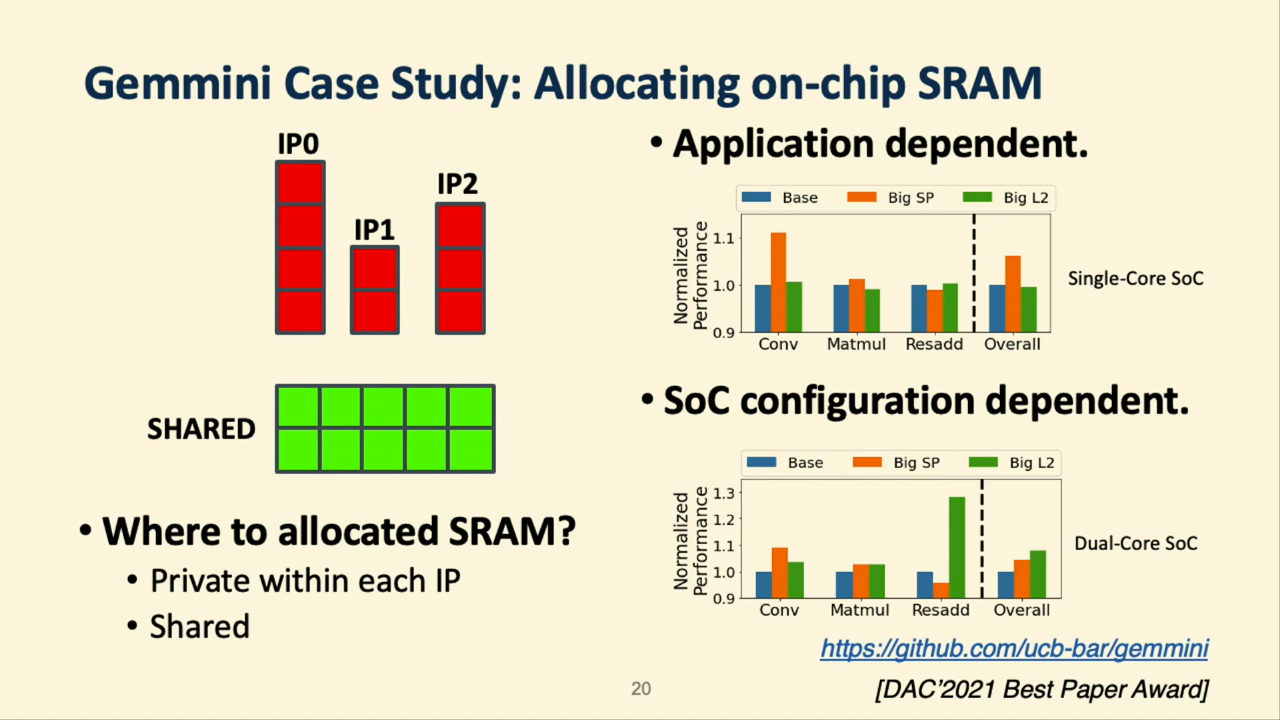 Gemmini Case Study: Allocating on-chip SRAM
IP0
IP1
IP2
SHARED
• Where to allocated SRAM?
• Private within each IP
• Shared
• Application dependent.
Base Big SP Big L2
Normalized
Performance
1.1
1.0
0.9
Conv Matmul Resadd Overall
Single-Core SoC
• SoC configuration dependent.
Base Big SP Big L2
Normalized
Performance
1.3
1.2
1.1
1.0
0.9
Conv Matmul Resadd Overall
Dual-Core SoC
https://github.com/ucb-bar/gemmini
[DAC’2021 Best Paper Award]
20